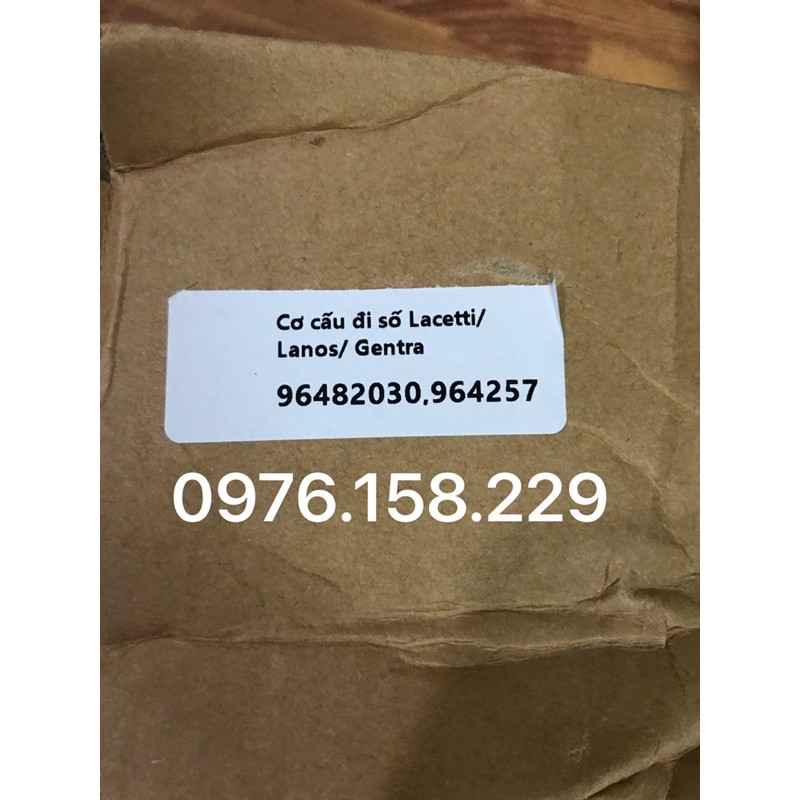 Cơ cấu đi số Lacetti/
Lanos/ Gentra
96482030,964257
0976.158.229